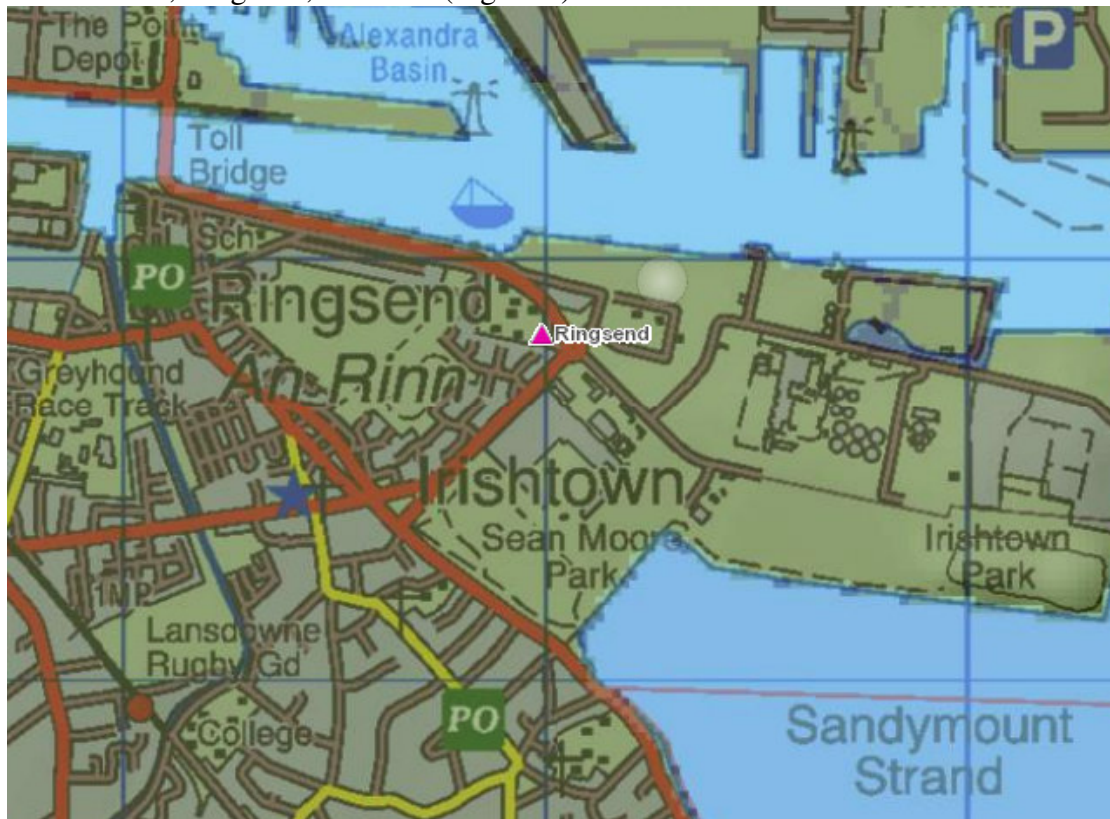 The Point
Depot
Alexandra
Basin
P
Toll
Bridge
Sch
PO
Ringsend
Ringsend
An Rinn
Greyhound
Race Track
Irishtown
Sean Moore
Park
Irishtown
Park
1MP
Lansdowne
Rugby Gd
PO
College
Sandymount
Strand